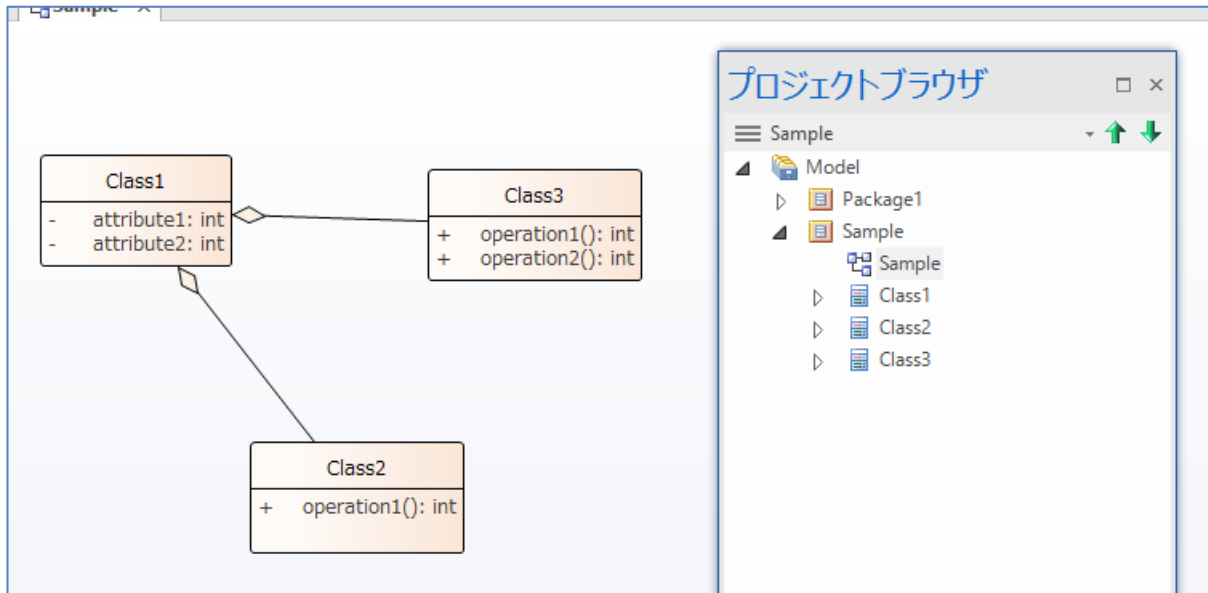 Sample
Class1
- attribute1: int
- attribute2: int
Class3
+ operation1(): int
+ operation2(): int
Class2
+ operation1(): int
プロジェクトブラウザ
Sample
Model
Package1
Sample
Sample
Class1
Class2
Class3